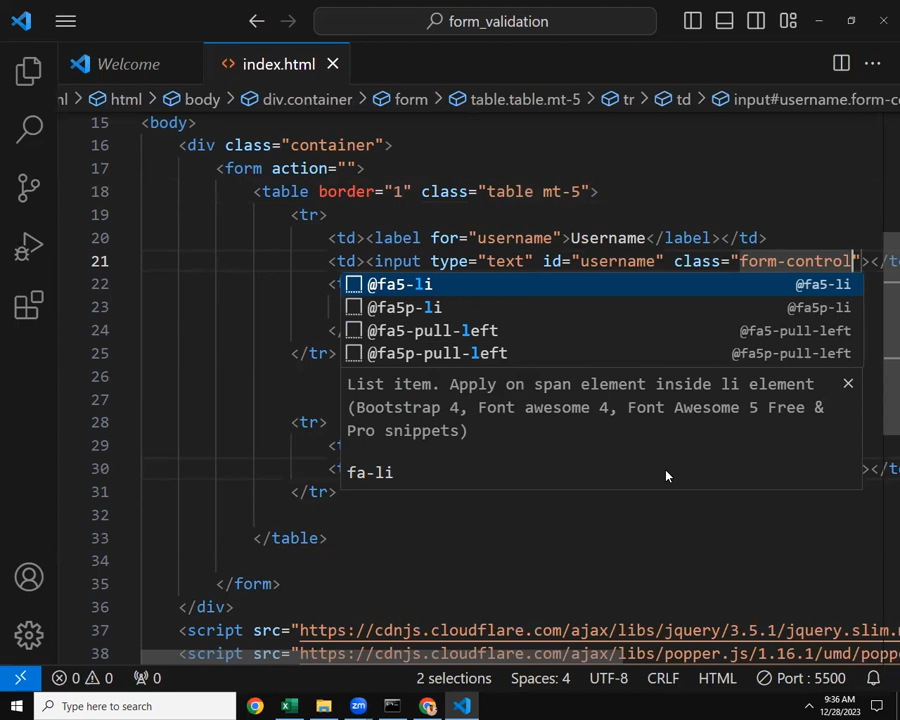 form_validation
Welcome
index.html
html
body
div.container
form
table.table.mt-5
tr
td
input#username.form-co
15 <body>
16 <div class="container">
17 <form action="">
18 <table border="1" class="table mt-5">
19 <tr>
20 <td><label for="username">Username</label></td>
21 <td><input type="text" id="username" class="form-control"></t
22 <t
23
24 </
25 </tr>
26
27
28 <tr>
29 <t
30 <t ></t
31 </tr>
32
33 </table>
34
35 </form>
36 </div>
37 <script src="https://cdnjs.cloudflare.com/ajax/libs/jquery/3.5.1/jquery.slim.
38 <script src="https://cdnjs.cloudflare.com/ajax/libs/popper.js/1.16.1/umd/popp
@fa5-li @fa5-li
@fa5p-li @fa5p-li
@fa5-pull-left @fa5-pull-left
@fa5p-pull-left @fa5p-pull-left
List item. Apply on span element inside li element
(Bootstrap 4, Font awesome 4, Font Awesome 5 Free &
Pro snippets)
fa-li
0 0 0 2 selections Spaces: 4 UTF-8 CRLF HTML Port : 5500
Type here to search
9:36 AM
12/28/2023